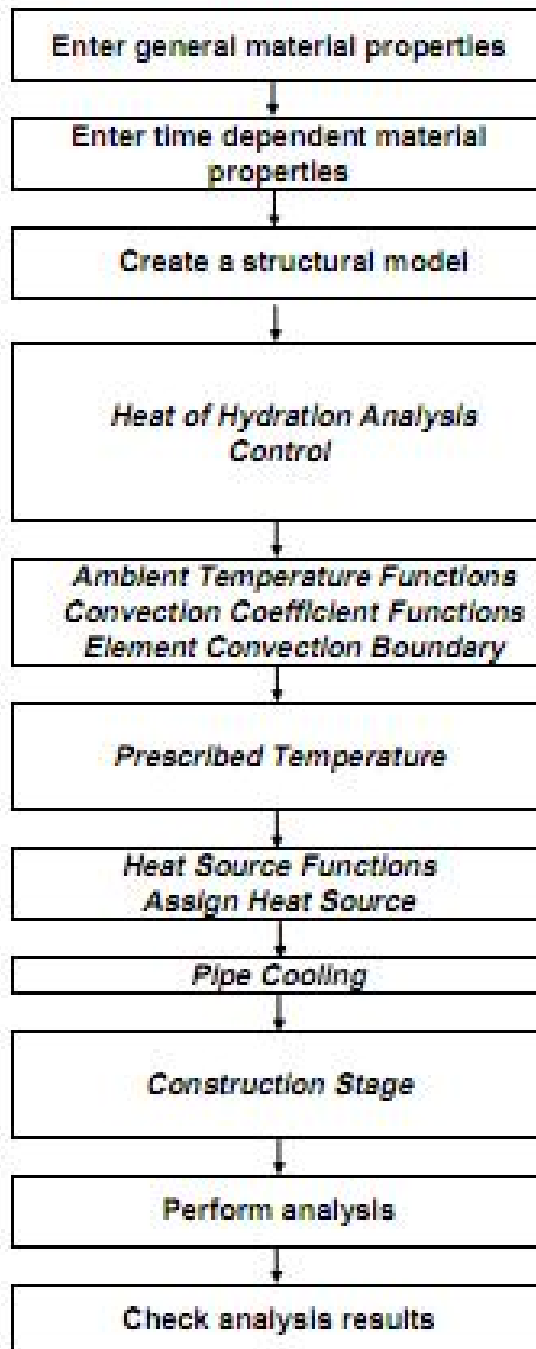 Enter general material properties
Enter time dependent material
properties
Create a structural model
Heat of Hydration Analysis
Control
Ambient Temperature Functions
Convection Coefficient Functions
Element Convection Boundary
Prescribed Temperature
Heat Source Functions
Assign Heat Source
Pipe Cooling
Construction Stage
Perform analysis
Check analysis results